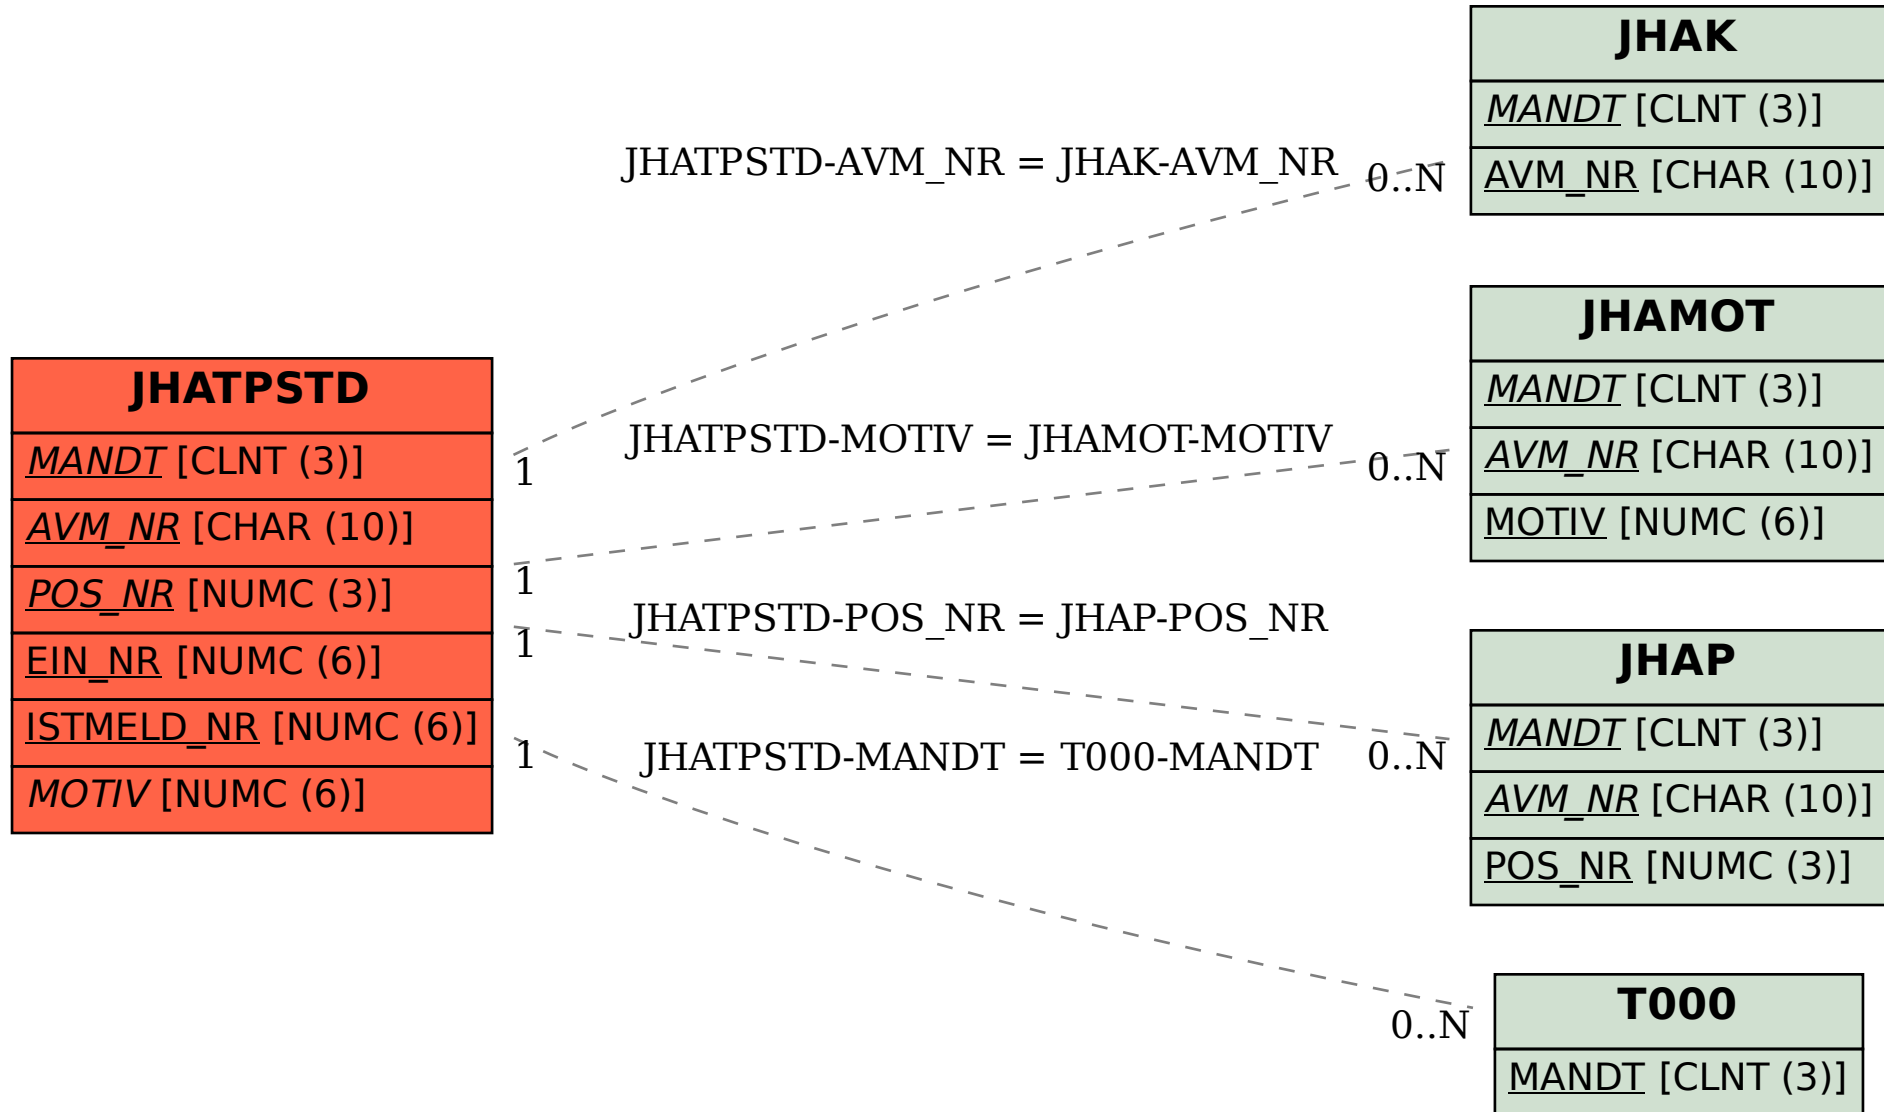 JHATPSTD
MANDT [CLNT (3)]
AVM_NR [CHAR (10)]
POS_NR [NUMC (3)]
EIN_NR [NUMC (6)]
ISTMELD_NR [NUMC (6)]
MOTIV [NUMC (6)]
JHATPSTD-AVM_NR = JHAK-AVM_NR
0..N
1
JHATPSTD-MOTIV = JHAMOT-MOTIV
0..N
1
JHATPSTD-POS_NR = JHAP-POS_NR
1
0..N
JHATPSTD-MANDT = T000-MANDT
1
0..N
JHAK
MANDT [CLNT (3)]
AVM_NR [CHAR (10)]
JHAMOT
MANDT [CLNT (3)]
AVM_NR [CHAR (10)]
MOTIV [NUMC (6)]
JHAP
MANDT [CLNT (3)]
AVM_NR [CHAR (10)]
POS_NR [NUMC (3)]
T000
MANDT [CLNT (3)]